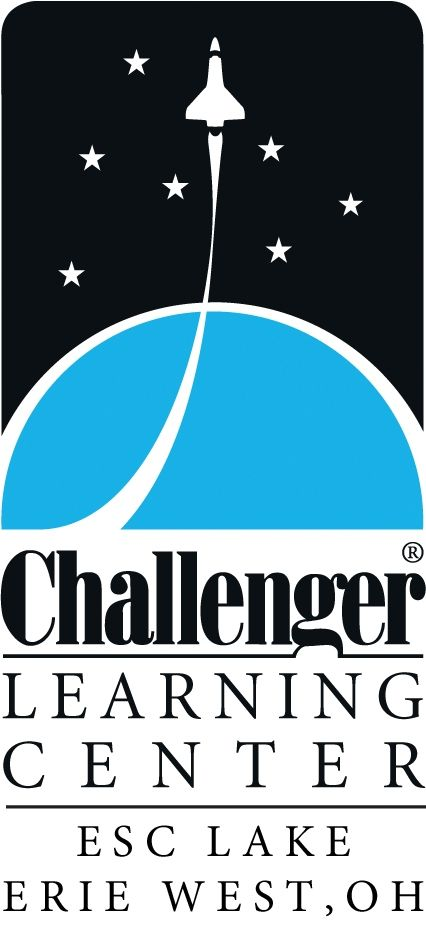 Challenger®
LEARNING
CENTER
ESC LAKE
ERIE WEST, OH